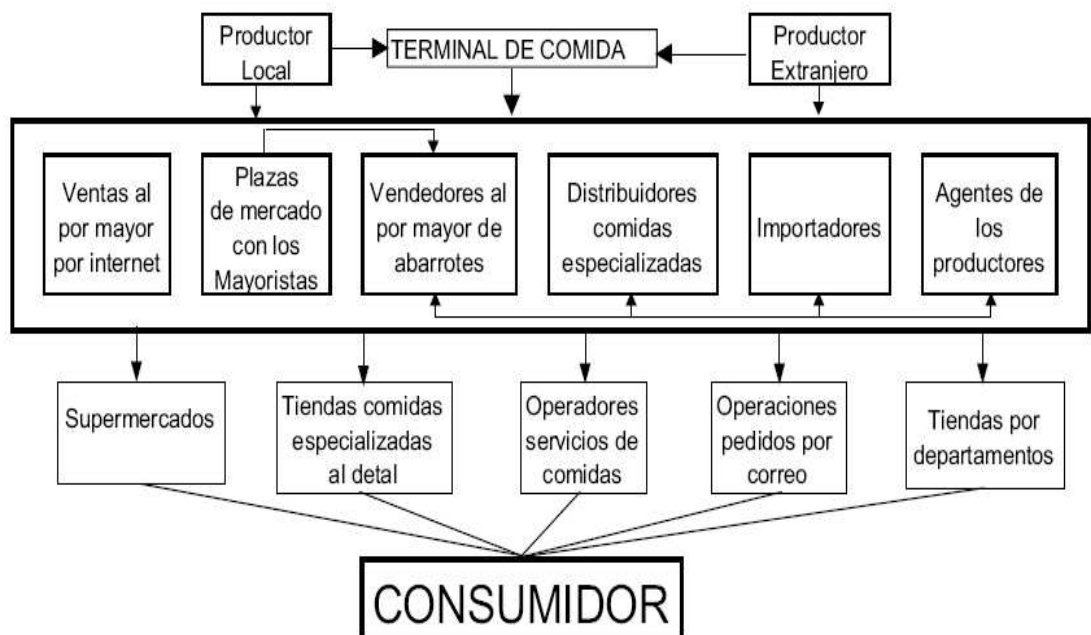 Productor
Local
TERMINAL DE COMIDA
Productor
Extranjero
Ventas al
por mayor
por internet
Plazas
de mercado
con los
Mayoristas
Vendedores al
por mayor de
abarrotes
Distribuidores
comidas
especializadas
Importadores
Agentes de
los
productores
Supermercados
Tiendas comidas
especializadas
al detal
Operadores
servicios de
comidas
Operaciones
pedidos por
correo
Tiendas por
departamentos
CONSUMIDOR